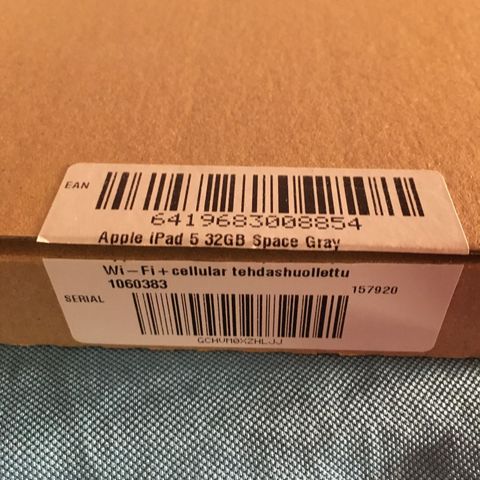 EAN
6419683008854
Apple iPad 5 32GB Space Gray
Wi-Fi+cellular tehdashuollettu
1060383
157920
SERIAL
GCHVM0XZHLJJ